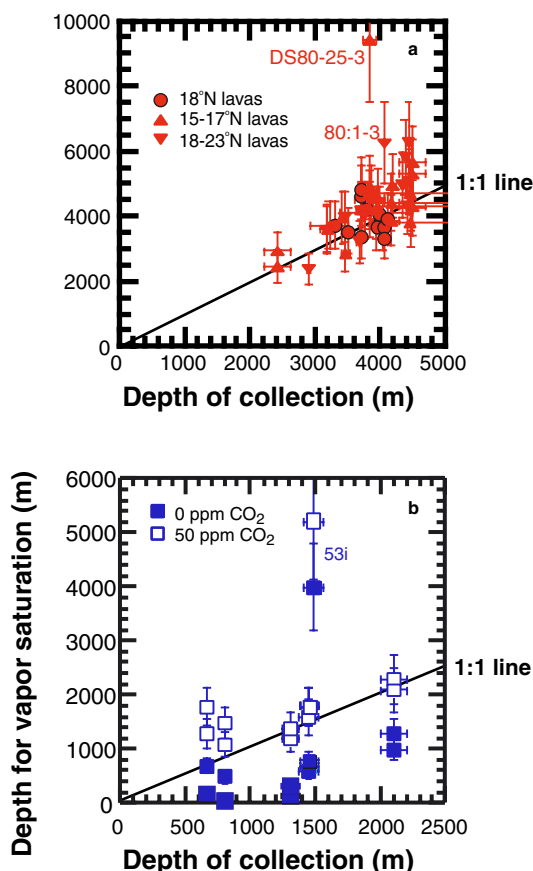 10000
a
DS80-25-3
8000
18°N lavas
15-17°N lavas
80:1-3
18-23°N lavas
6000
1:1 line
4000
2000
0
0 1000 2000 3000 4000 5000
Depth of collection (m)
6000
b
0 ppm CO2
50 ppm CO2
5000
53i
4000
3000
1:1 line
2000
1000
0
0 500 1000 1500 2000 2500
Depth of collection (m)
Depth for vapor saturation (m)